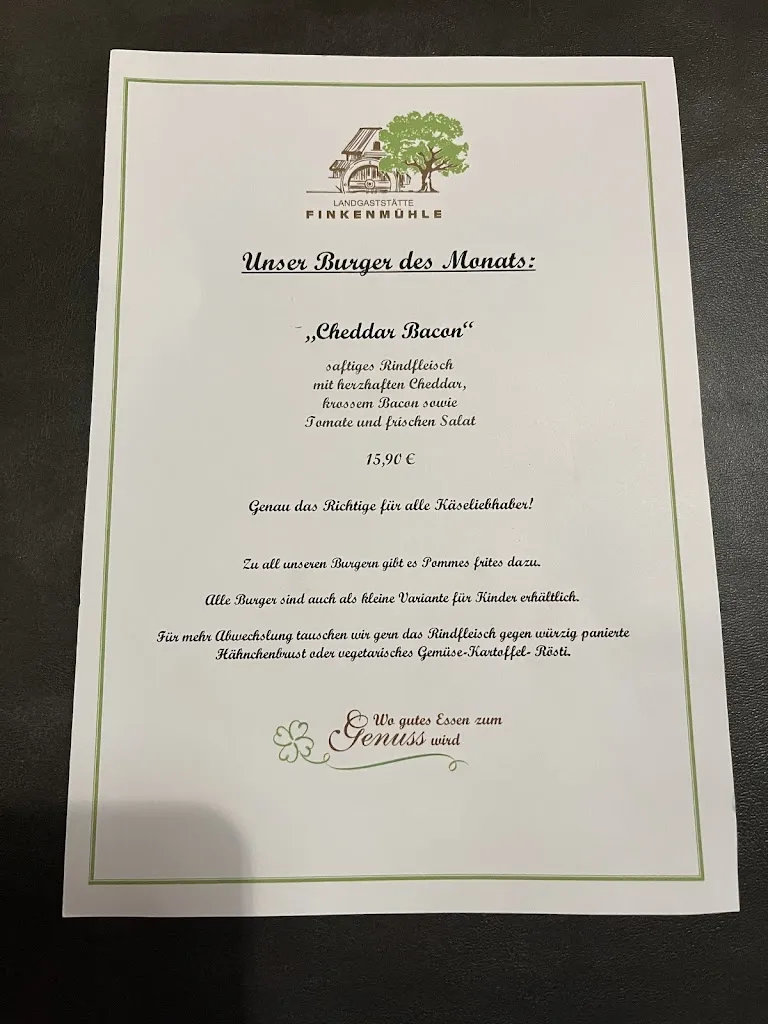 LANDGASTSTÄTTE
FINKENMÜHLE
Unser Burger des Monats:
„Cheddar Bacon“
saftiges Rindfleisch
mit herzhaften Cheddar,
krossem Bacon sowie
Tomate und frischen Salat
15,90 €
Genau das Richtige für alle Käseliebhaber!
Zu all unseren Burgern gibt es Pommes frites dazu.
Alle Burger sind auch als kleine Variante für Kinder erhältlich.
Für mehr Abwechslung tauschen wir gern das Rindfleisch gegen würzig panierte
Hähnchenbrust oder vegetarisches Gemüse-Kartoffel- Rösti.
Wo gutes Essen zum
Genuss wird